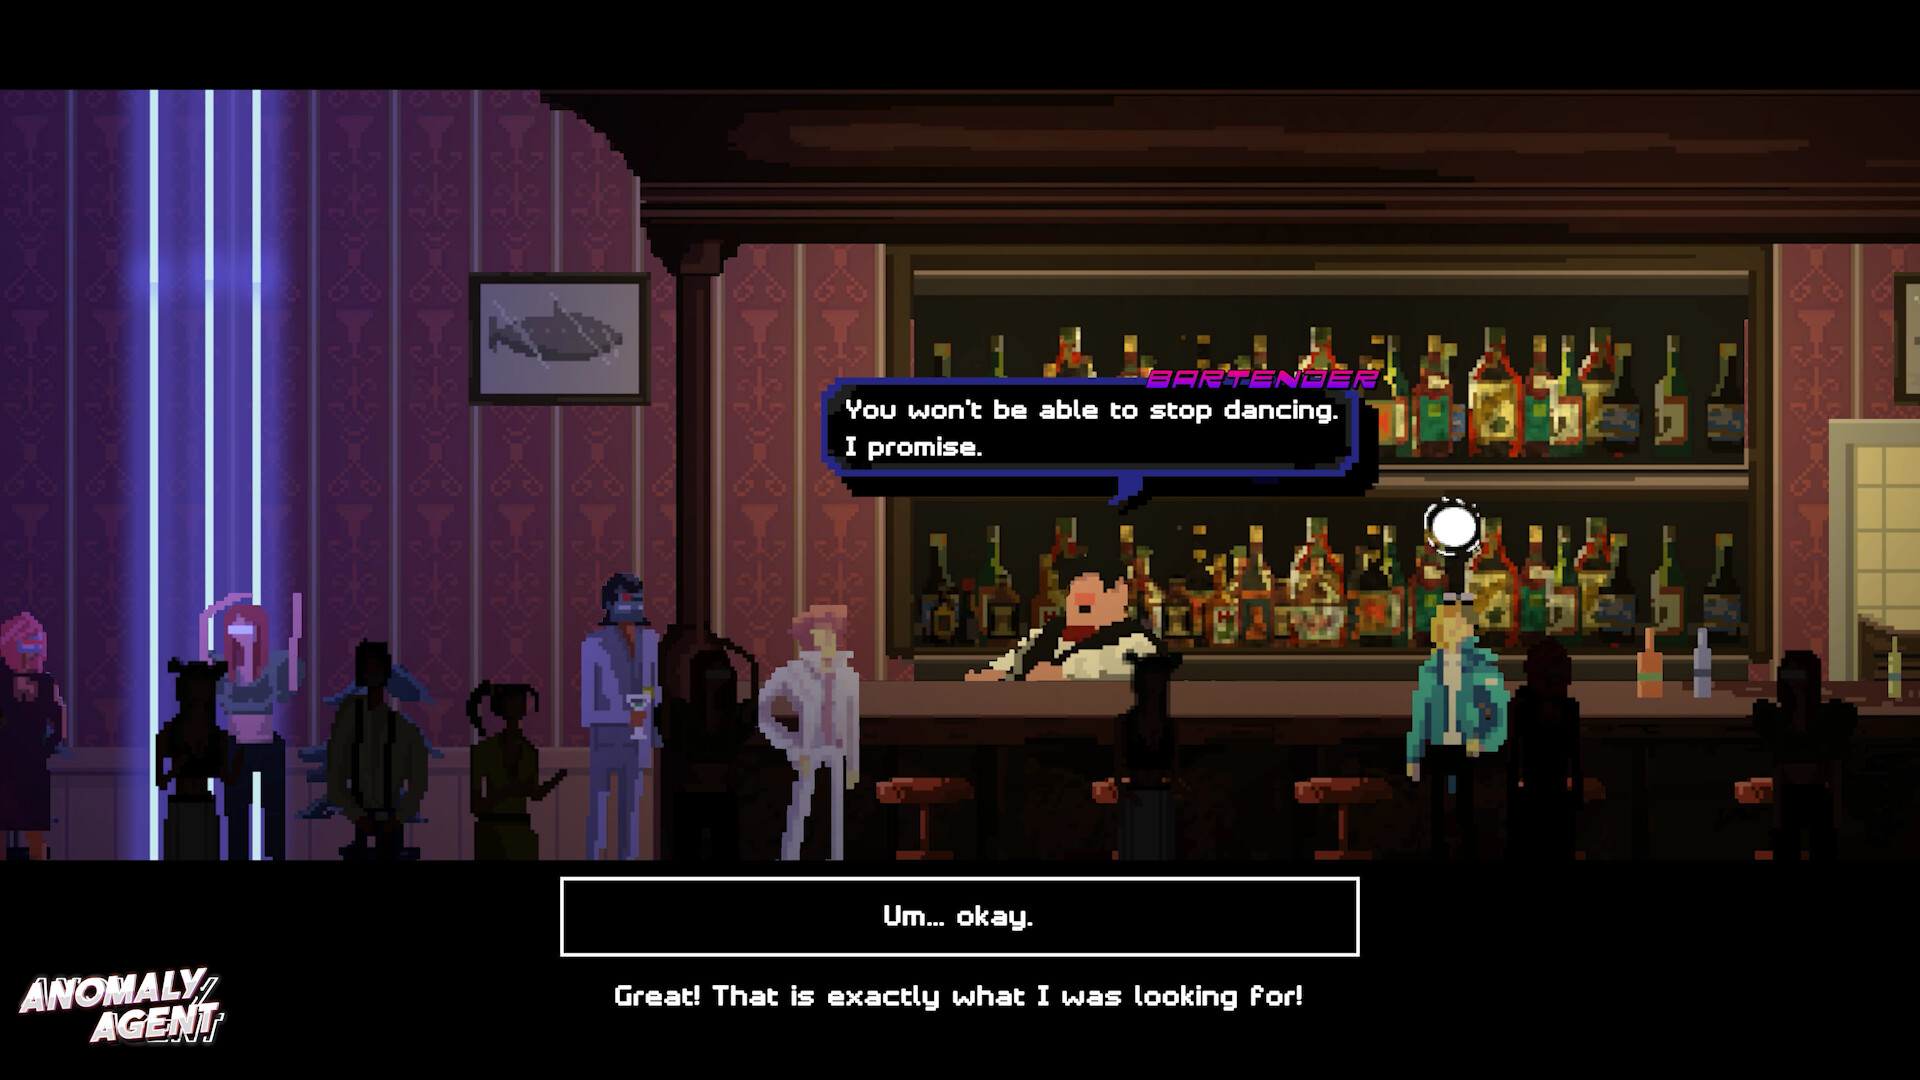 BARTENDER
You won't be able to stop dancing.
I promise.
Um... okay.
Great! That is exactly what I was looking for!
ANOMALY
AGENT